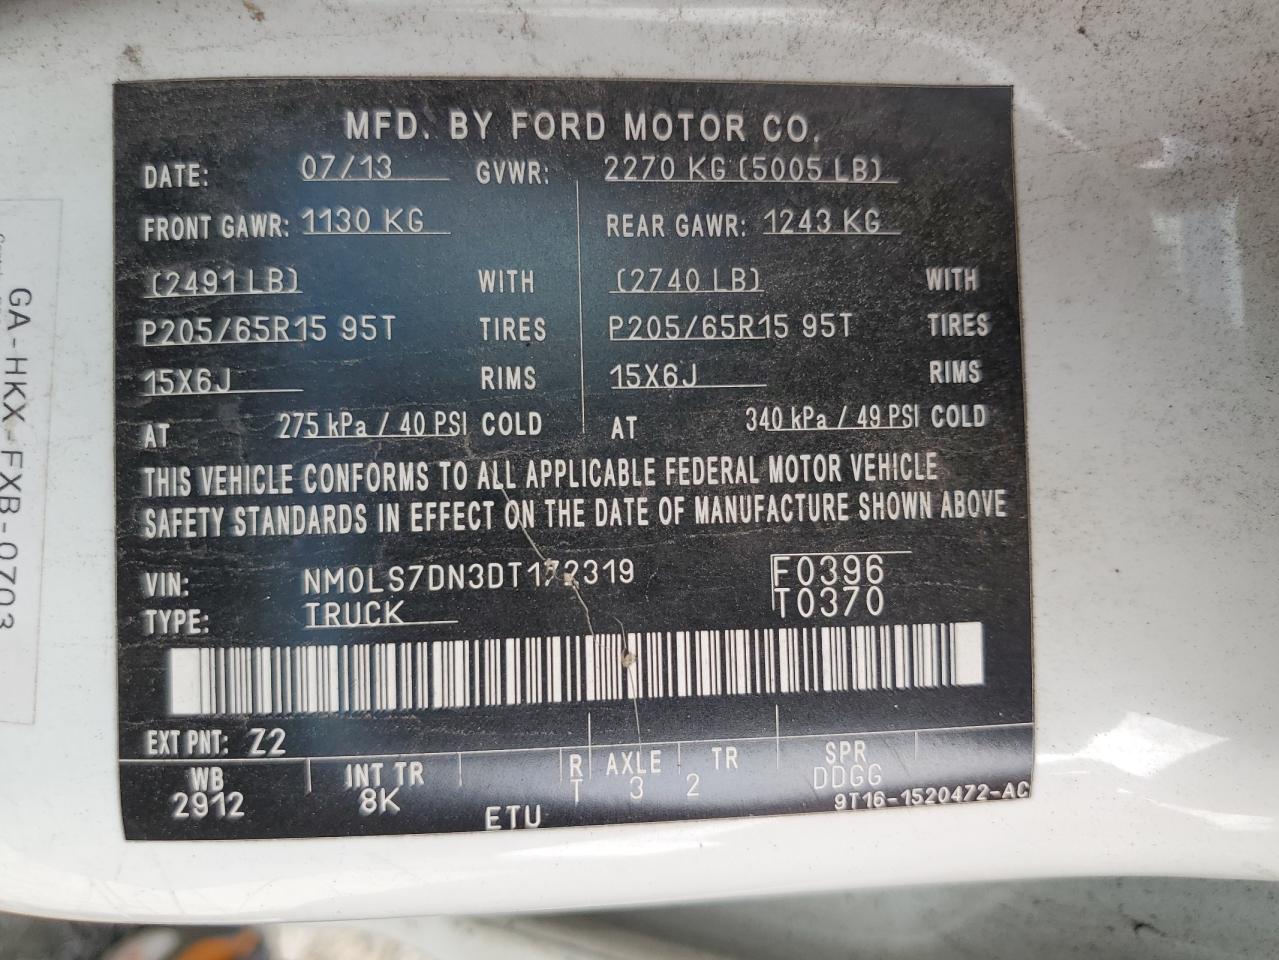 MFD. BY FORD MOTOR CO.
DATE: 07/13 GVWR: 2270 KG (5005 LB)
FRONT GAWR: 1130 KG REAR GAWR: 1243 KG
(2491 LB) WITH (2740 LB) WITH
P205/65R15 95T TIRES P205/65R15 95T TIRES
15X6J RIMS 15X6J RIMS
AT 275 kPa / 40 PSI COLD AT 340 kPa / 49 PSI COLD
THIS VEHICLE CONFORMS TO ALL APPLICABLE FEDERAL MOTOR VEHICLE
SAFETY STANDARDS IN EFFECT ON THE DATE OF MANUFACTURE SHOWN ABOVE
VIN: NM0LS7DN3DT172319 F0396
TYPE: TRUCK T0370
EXT PNT: Z2
WB INT TR R AXLE TR SPR
2912 8K T 3 2 DDGG
ETU 9T16-1520472-AC
GA-HKX-FXB-0703